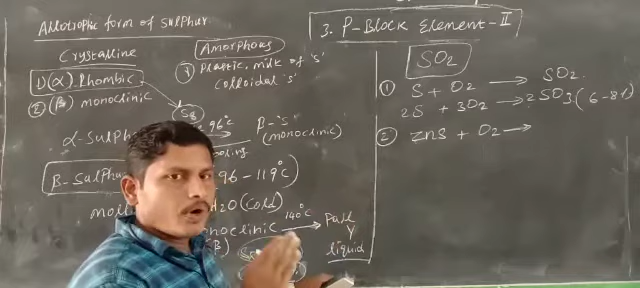 Allotropic form of Sulphur
Crystalline
1) (α) Rhombic
② (β) monoclinic
Amorphous
③ Plastic, milk of 's'
colloidal 's'
S8
α-Sulph 96°C → β-'s'
cooling (monoclinic)
β-Sulphur 96-119°C)
H2O (cold)
monoclinic 140°C → Pale
(β) Y
liquid
3. P-Block Element-II
SO2
① S + O2 → SO2
2S + 3O2 → 2SO3 (6-8%)
② ZnS + O2 →